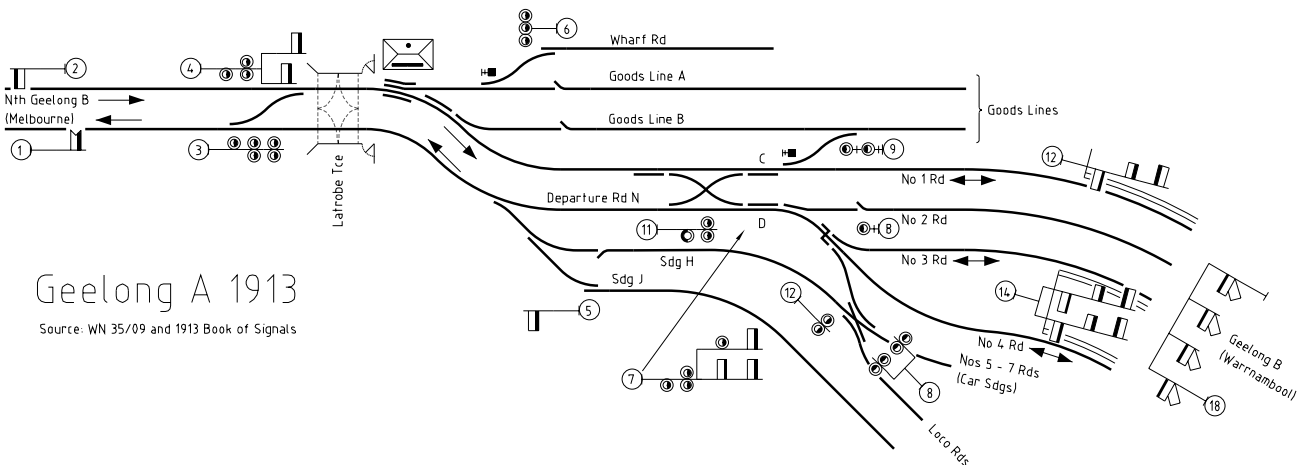 6
Wharf Rd
2
4
Goods Line A
Nth Geelong B
(Melbourne)
Goods Lines
Goods Line B
1
3
Latrobe Tce
C
9
12
No 1 Rd
Departure Rd N
No 2 Rd
11
D
8
No 3 Rd
Sdg H
Sdg J
Geelong A 1913
Source: WN 35/09 and 1913 Book of Signals
5
12
14
No 4 Rd
Nos 5 - 7 Rds
(Car Sdgs)
Geelong B
(Warrnambool)
7
8
18
Loco Rds